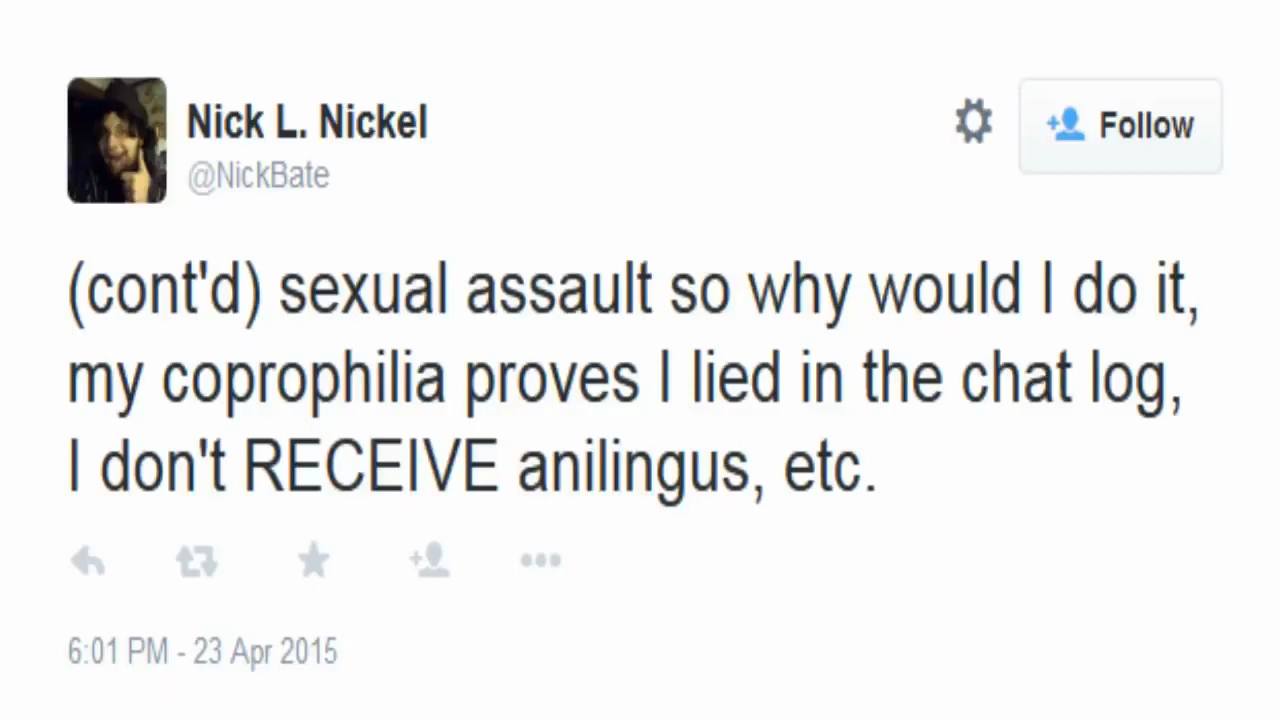 Nick L. Nickel
@NickBate
Follow
(cont'd) sexual assault so why would I do it,
my coprophilia proves I lied in the chat log,
I don't RECEIVE anilingus, etc.
6:01 PM - 23 Apr 2015